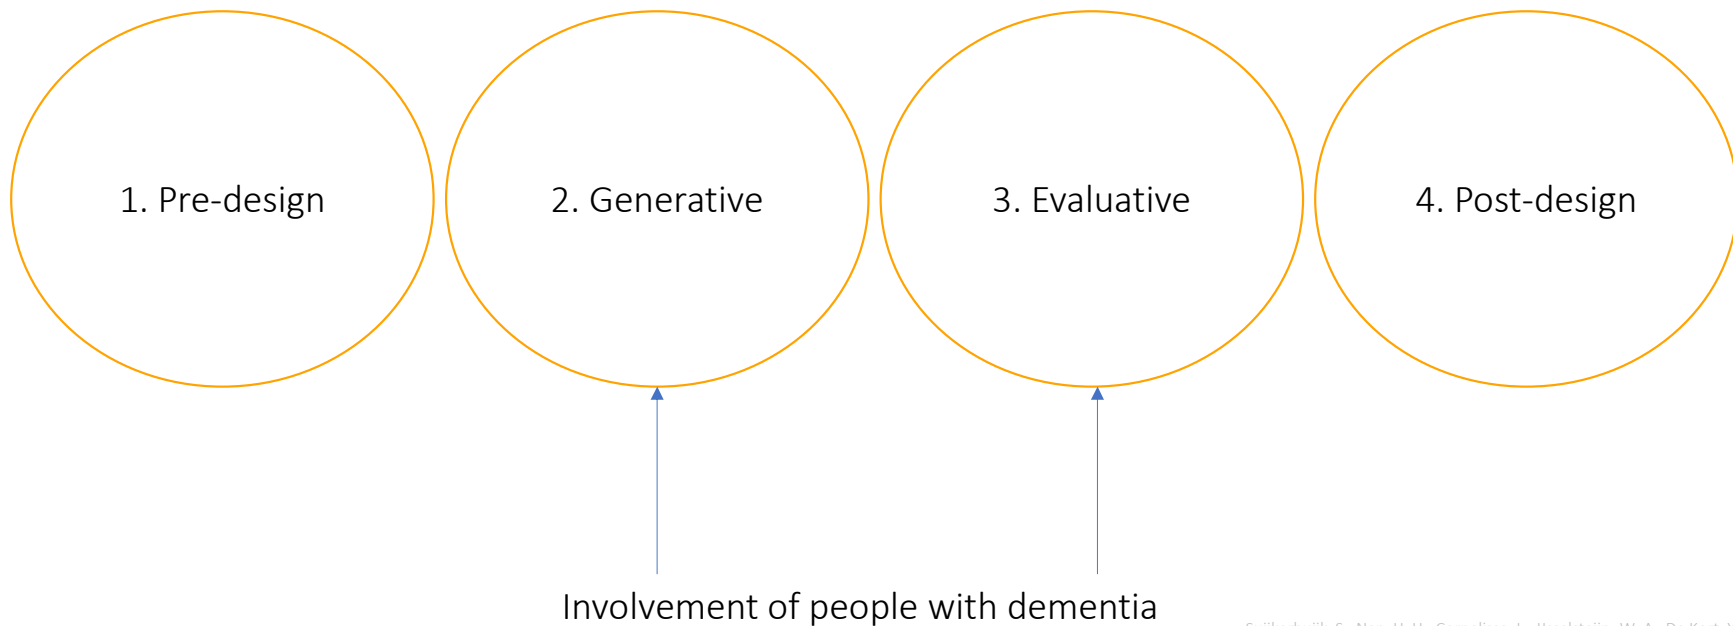 1. Pre-design
2. Generative
3. Evaluative
4. Post-design
Involvement of people with dementia